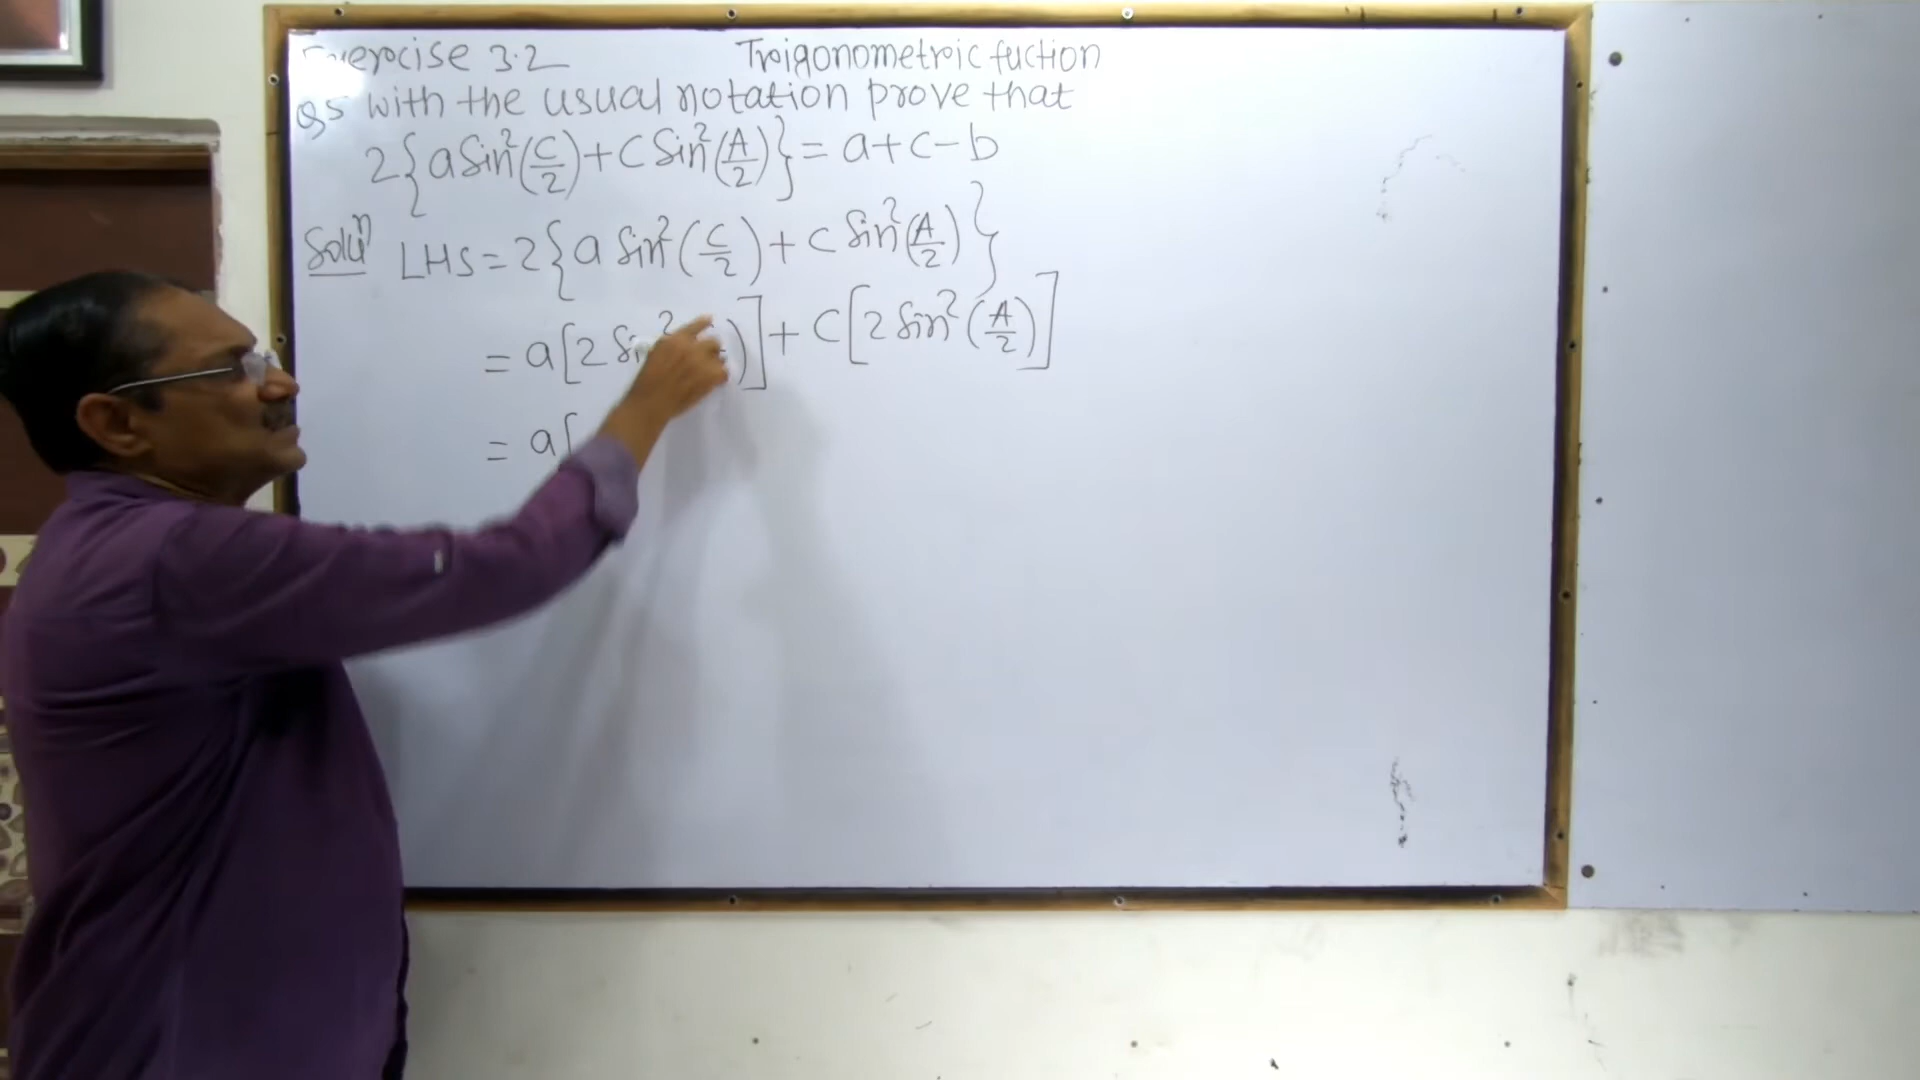 Exercise 3.2 Trigonometric fuction
Q5 with the usual notation prove that
2{a Sin²(C/2) + C Sin²(A/2)} = a+c-b
Soluⁿ LHS = 2{a Sin²(C/2) + C Sin²(A/2)}
= a[2 Sin² )] + C[2 Sin²(A/2)]
= a[